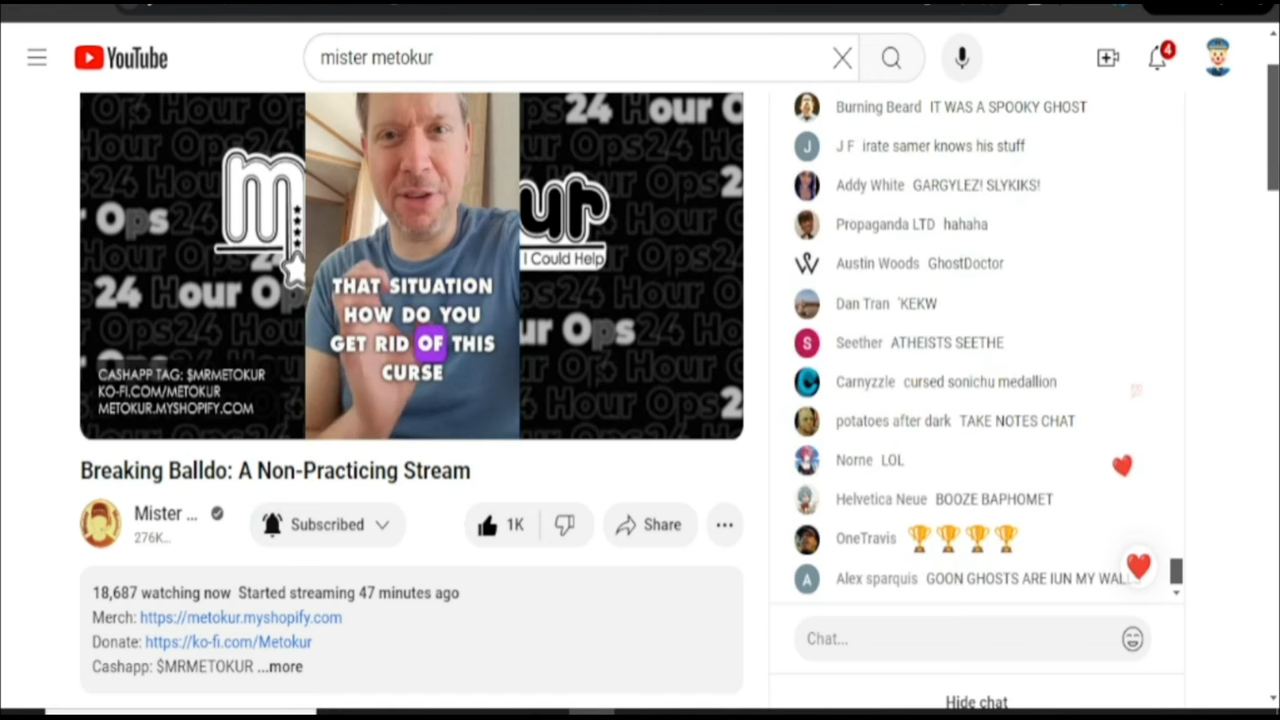 YouTube
mister metokur
4
24 Hour Ops
THAT SITUATION
HOW DO YOU
GET RID OF THIS
CURSE
I Could Help
CASHAPP TAG: $MRMETOKUR
KO-FI.COM/METOKUR
METOKUR.MYSHOPIFY.COM
Breaking Balldo: A Non-Practicing Stream
Mister ...
276K...
Subscribed
1K
Share
18,687 watching now Started streaming 47 minutes ago
Merch: https://metokur.myshopify.com
Donate: https://ko-fi.com/Metokur
Cashapp: $MRMETOKUR ...more
Burning Beard IT WAS A SPOOKY GHOST
J F irate samer knows his stuff
Addy White GARGYLEZ! SLYKIKS!
Propaganda LTD hahaha
Austin Woods GhostDoctor
Dan Tran 'KEKW
Seether ATHEISTS SEETHE
Carnyzzle cursed sonichu medallion
potatoes after dark TAKE NOTES CHAT
Norne LOL
Helvetica Neue BOOZE BAPHOMET
OneTravis
Alex sparquis GOON GHOSTS ARE IUN MY WALL
Chat...
Hide chat